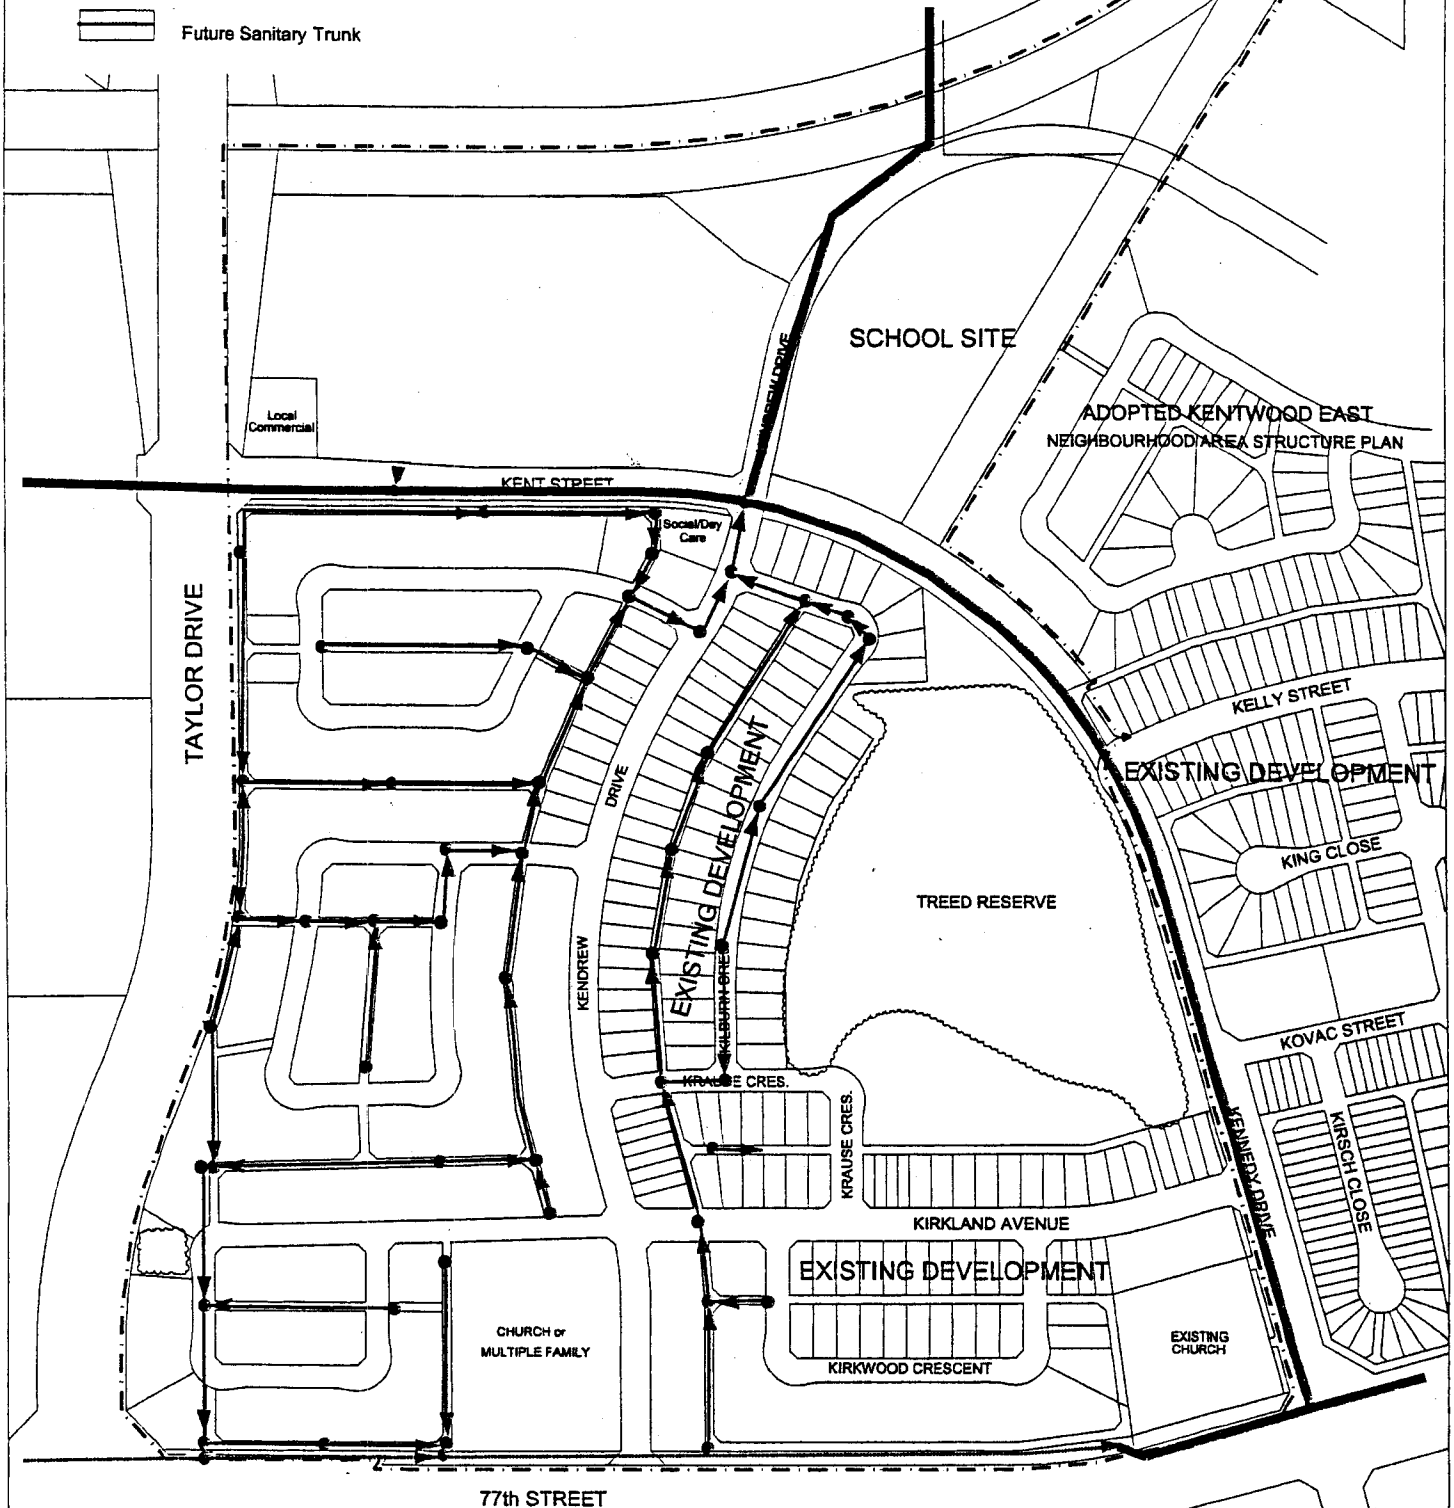 Future Sanitary Trunk
SCHOOL SITE
KENDREW DRIVE
Local
Commercial
ADOPTED KENTWOOD EAST
NEIGHBOURHOOD AREA STRUCTURE PLAN
KENT STREET
Social/Day
Care
TAYLOR DRIVE
KELLY STREET
DRIVE
EXISTING DEVELOPMENT
EXISTING DEVELOPMENT
KING CLOSE
TREED RESERVE
KENDREW
KILBURN CRES.
KOVAC STREET
KRAUSE CRES.
KRAUSE CRES.
KENNEDY DRIVE
KIRSCH CLOSE
KIRKLAND AVENUE
EXISTING DEVELOPMENT
CHURCH or
MULTIPLE FAMILY
EXISTING
CHURCH
KIRKWOOD CRESCENT
77th STREET